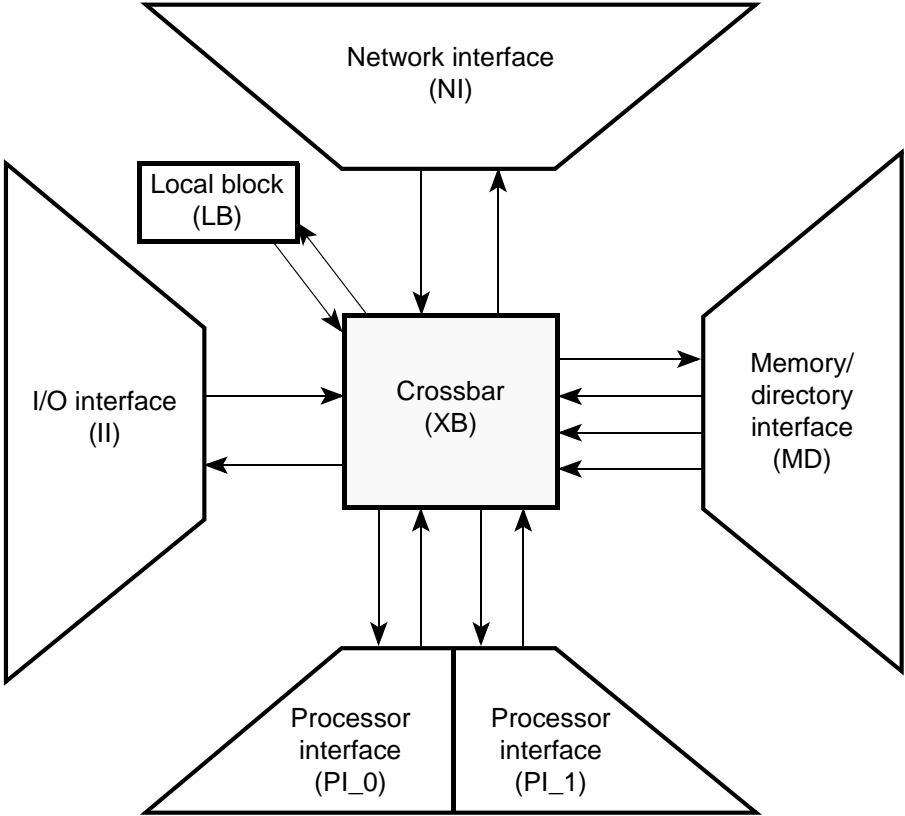 Network interface
(NI)
Local block
(LB)
I/O interface
(II)
Crossbar
(XB)
Memory/
directory
interface
(MD)
Processor
interface
(PI_0)
Processor
interface
(PI_1)